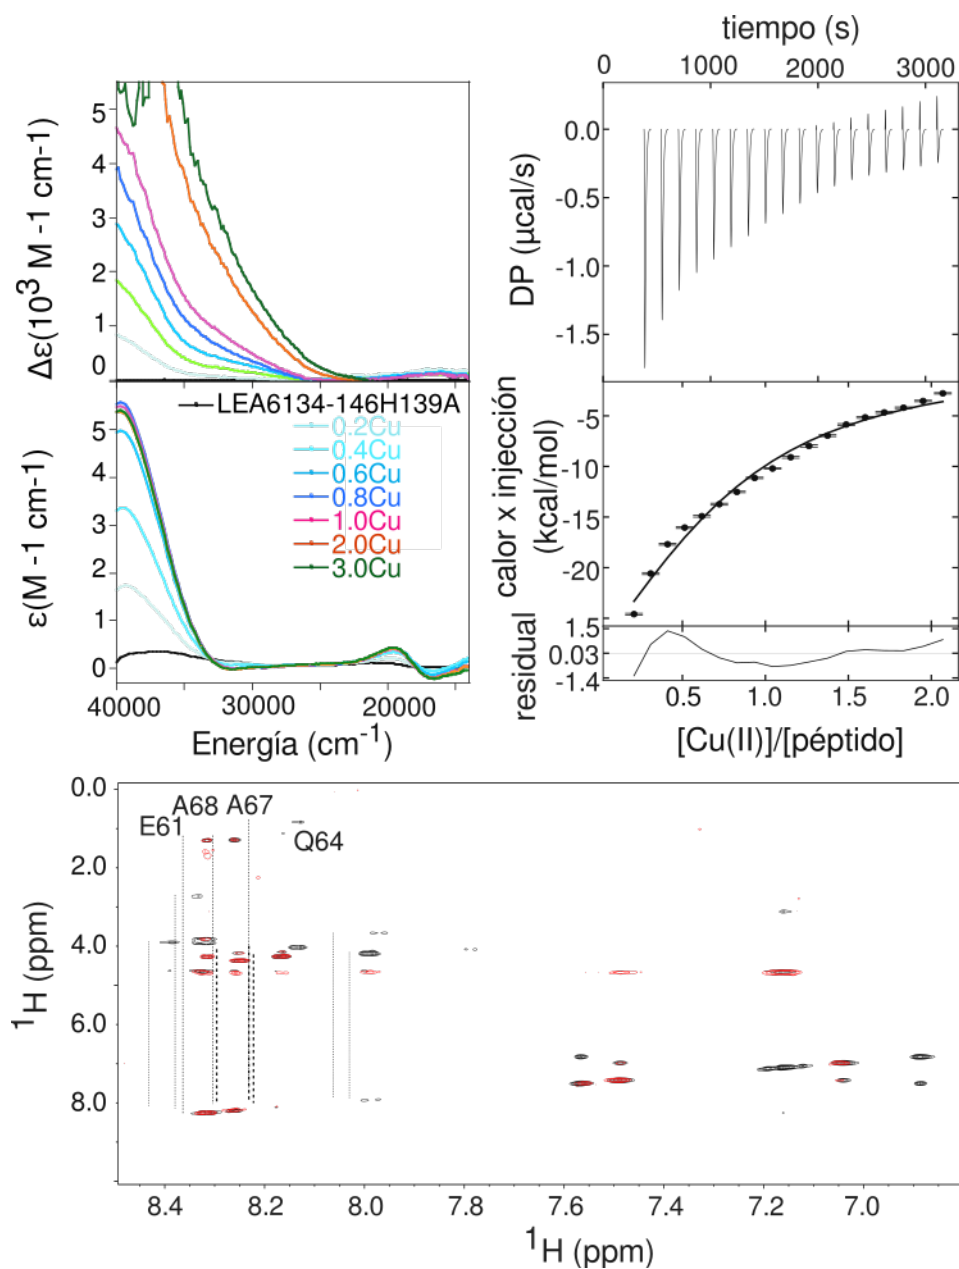 5
4
3
2
1
0
Δε(10³ M -1 cm-1)
LEA6134-146H139A
0.2Cu
0.4Cu
0.6Cu
0.8Cu
1.0Cu
2.0Cu
3.0Cu
5
4
3
2
1
0
ε(M -1 cm-1)
40000 30000 20000
Energía (cm⁻¹)
tiempo (s)
0 1000 2000 3000
0.0
-0.5
-1.0
-1.5
DP (µcal/s)
-5
-10
-15
-20
-25
calor x injección
(kcal/mol)
1.5
0.03
-1.4
residual
0.5 1.0 1.5 2.0
[Cu(II)]/[péptido]
0.0
2.0
4.0
6.0
8.0
¹H (ppm)
A68 A67
E61
Q64
8.4 8.2 8.0 7.8 7.6 7.4 7.2 7.0
¹H (ppm)